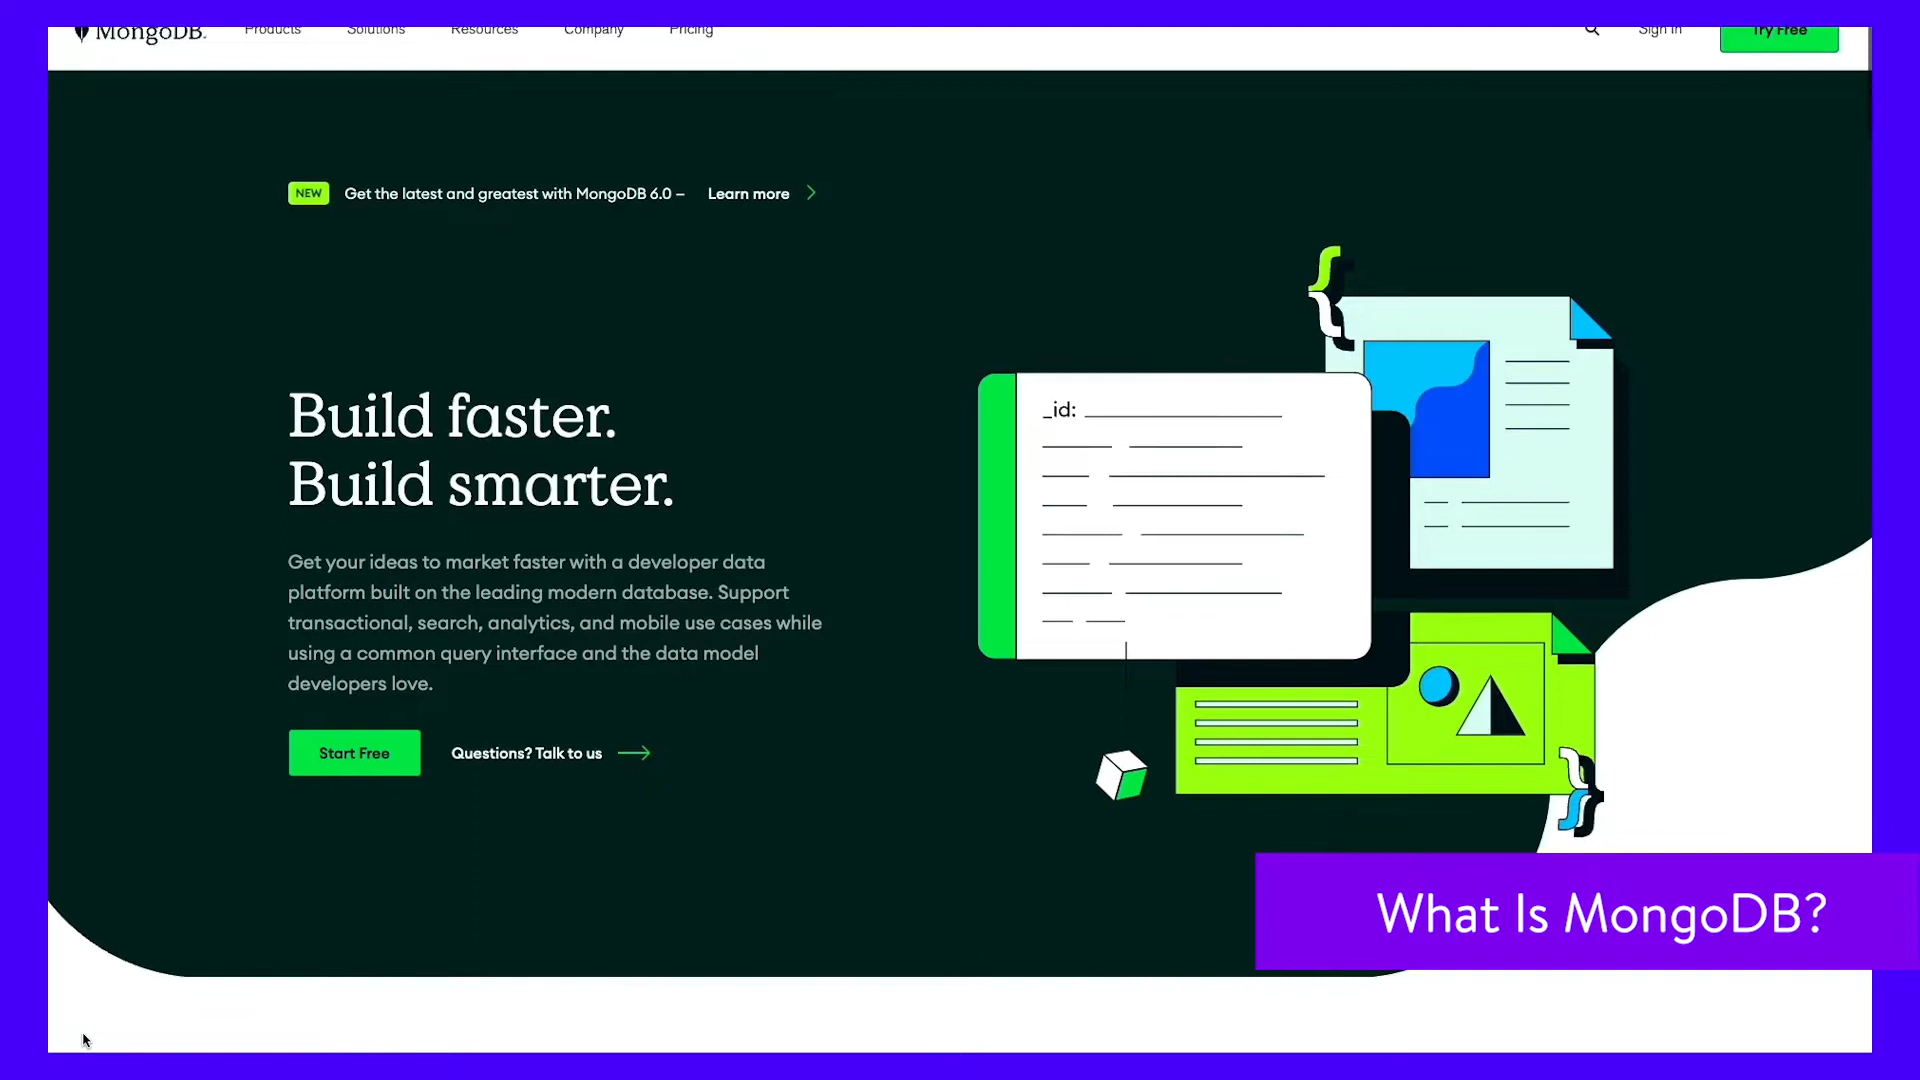 MongoDB.
Products
Solutions
Resources
Company
Pricing
Sign In
Try Free
NEW
Get the latest and greatest with MongoDB 6.0 – Learn more
_id:
Build faster.
Build smarter.
Get your ideas to market faster with a developer data
platform built on the leading modern database. Support
transactional, search, analytics, and mobile use cases while
using a common query interface and the data model
developers love.
Start Free
Questions? Talk to us
What Is MongoDB?